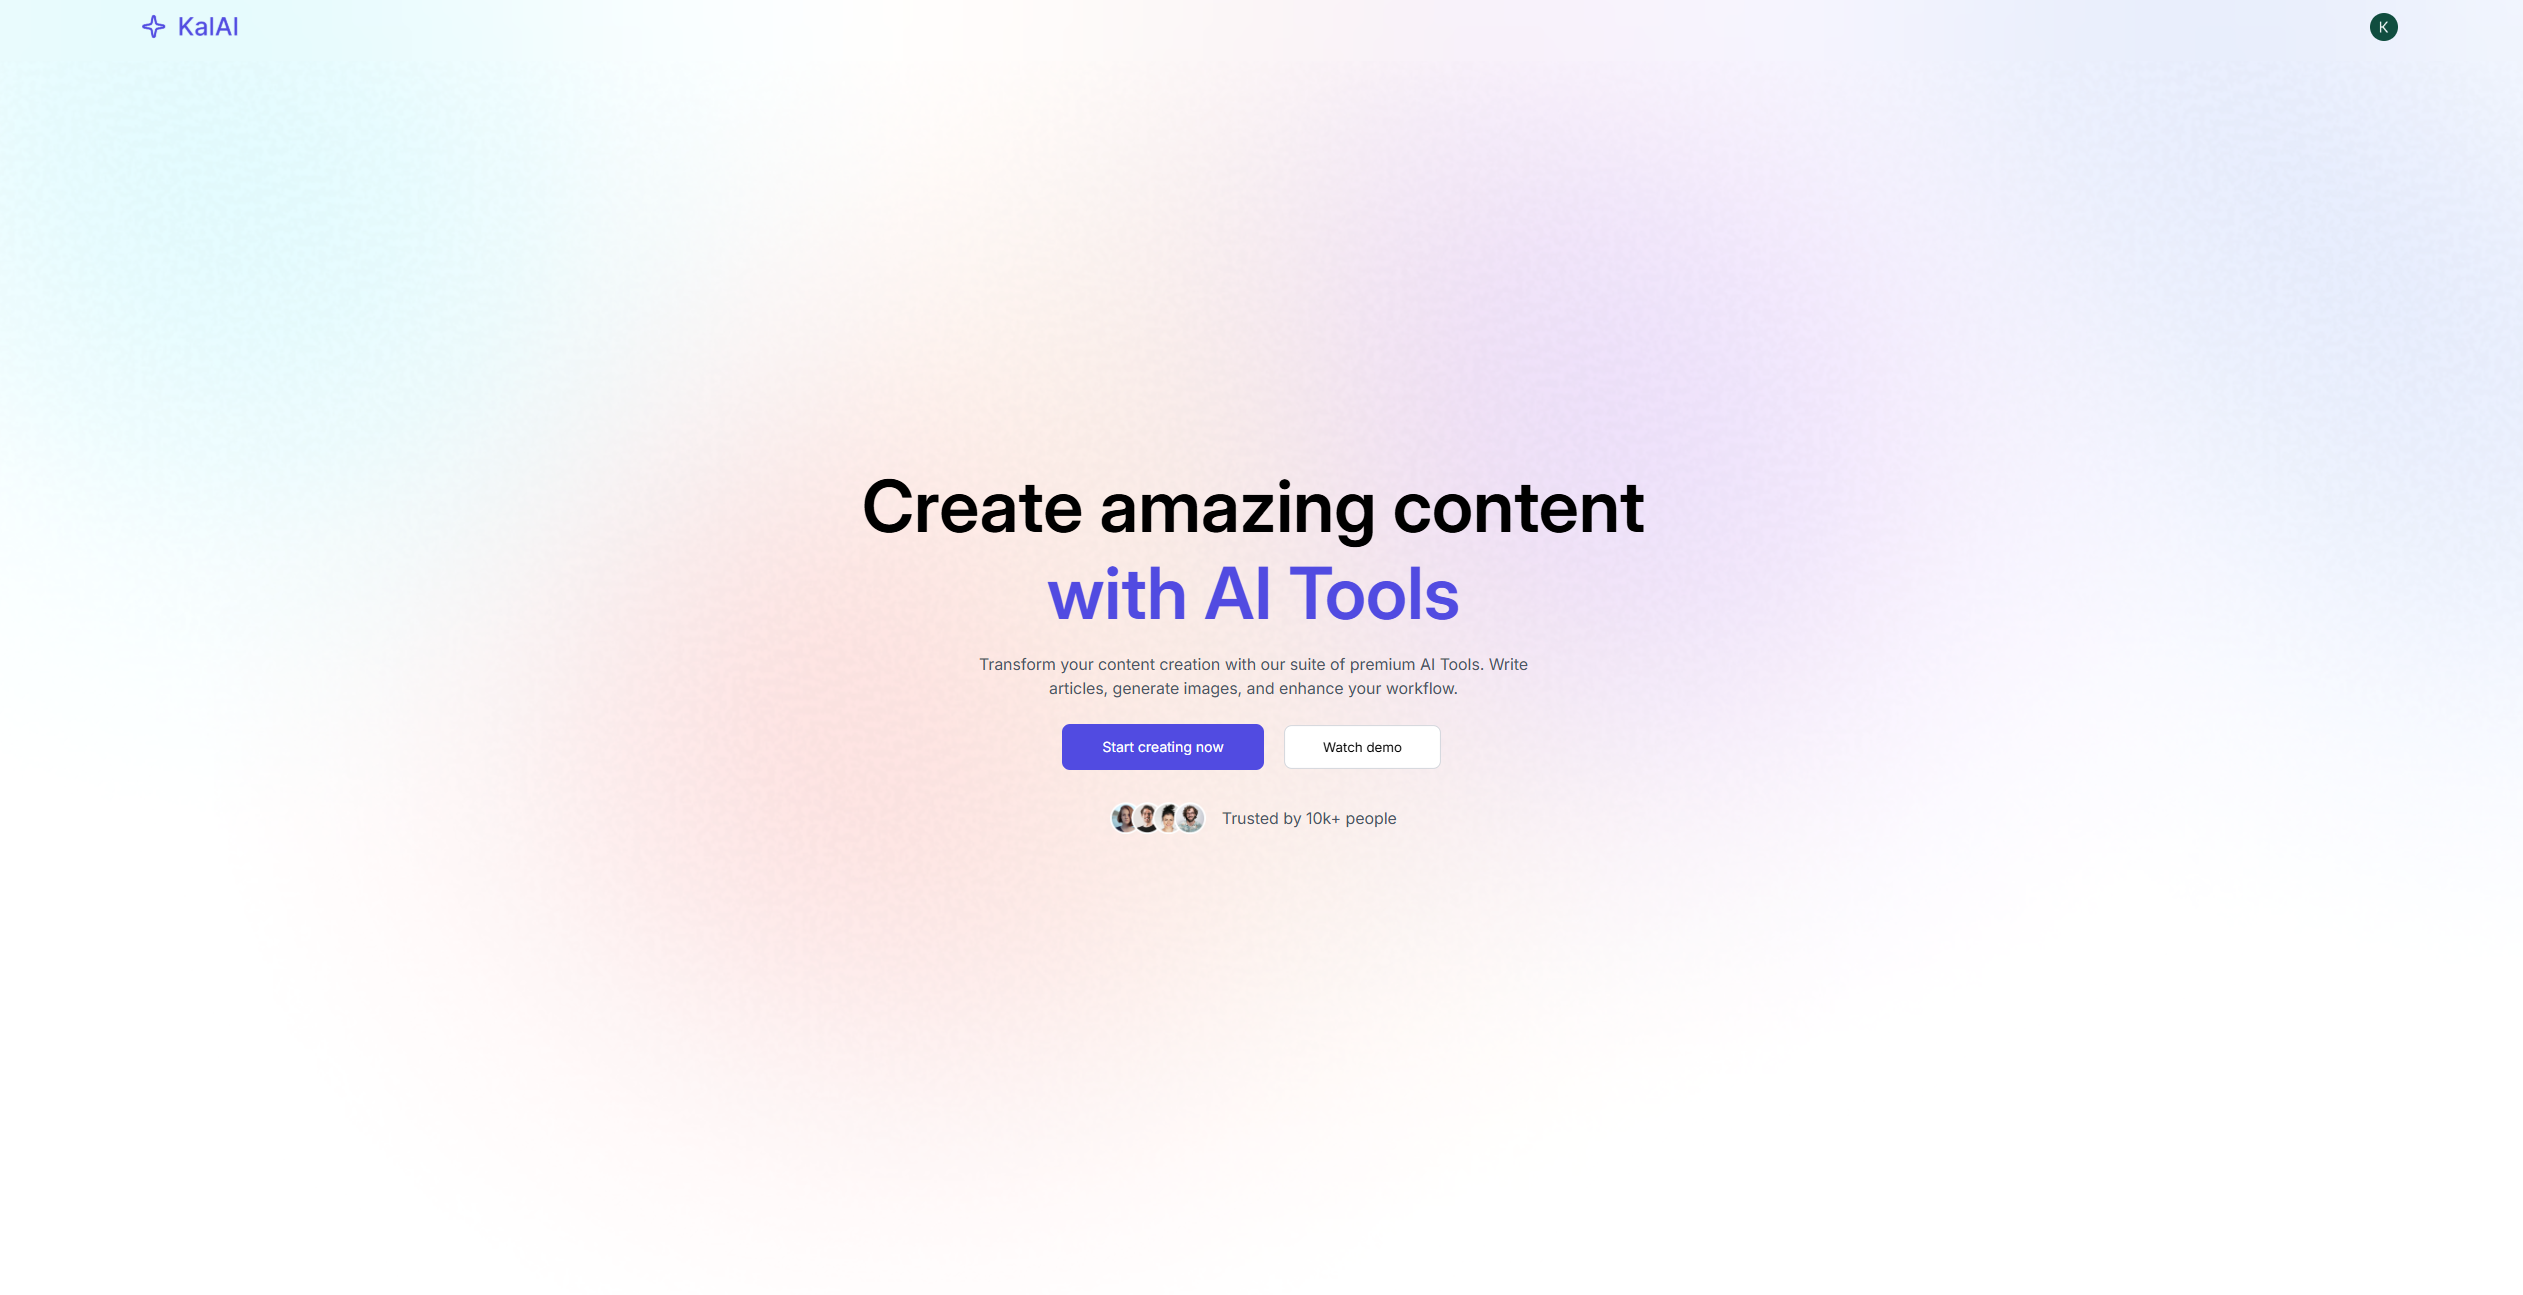 KalAI
K
Create amazing content
with AI Tools
Transform your content creation with our suite of premium AI Tools. Write
articles, generate images, and enhance your workflow.
Start creating now
Watch demo
Trusted by 10k+ people